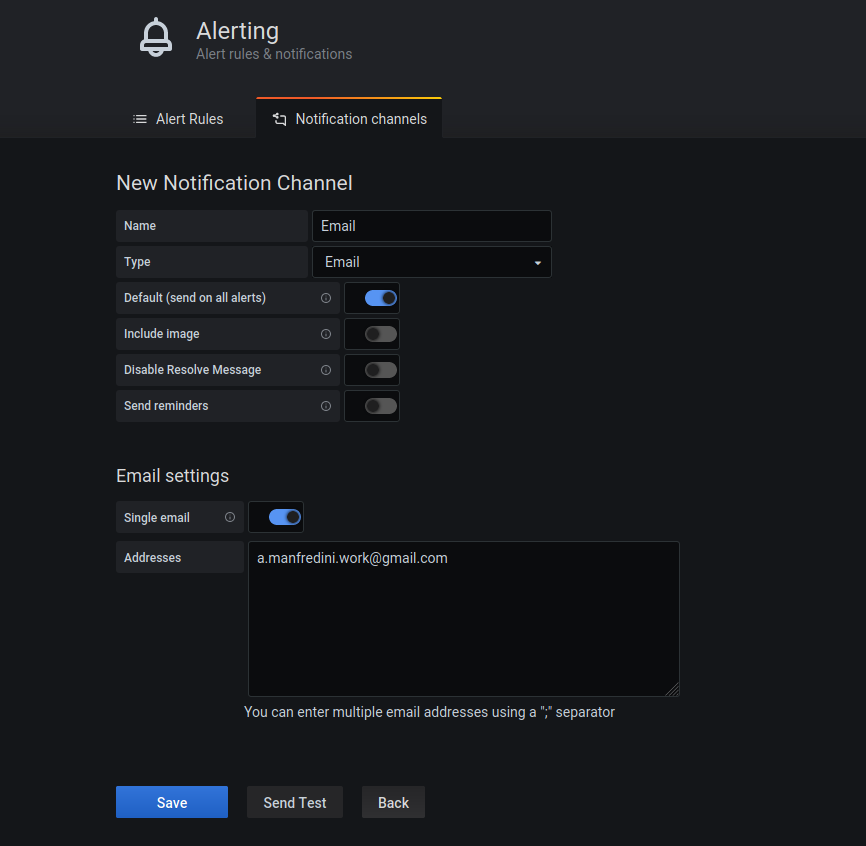 Alerting
Alert rules & notifications
Alert Rules
Notification channels
New Notification Channel
Name
Email
Type
Email
Default (send on all alerts)
Include image
Disable Resolve Message
Send reminders
Email settings
Single email
Addresses
a.manfredini.work@gmail.com
You can enter multiple email addresses using a ";" separator
Save
Send Test
Back